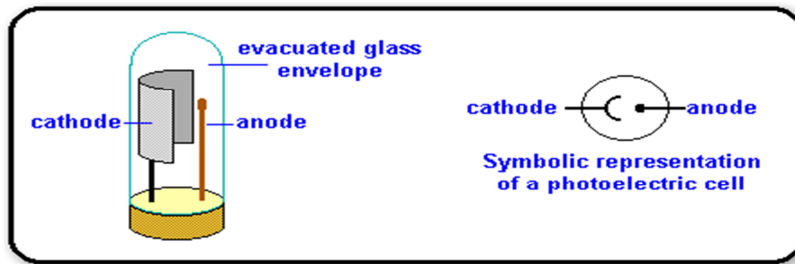 evacuated glass
envelope
cathode
anode
cathode
anode
Symbolic representation
of a photoelectric cell